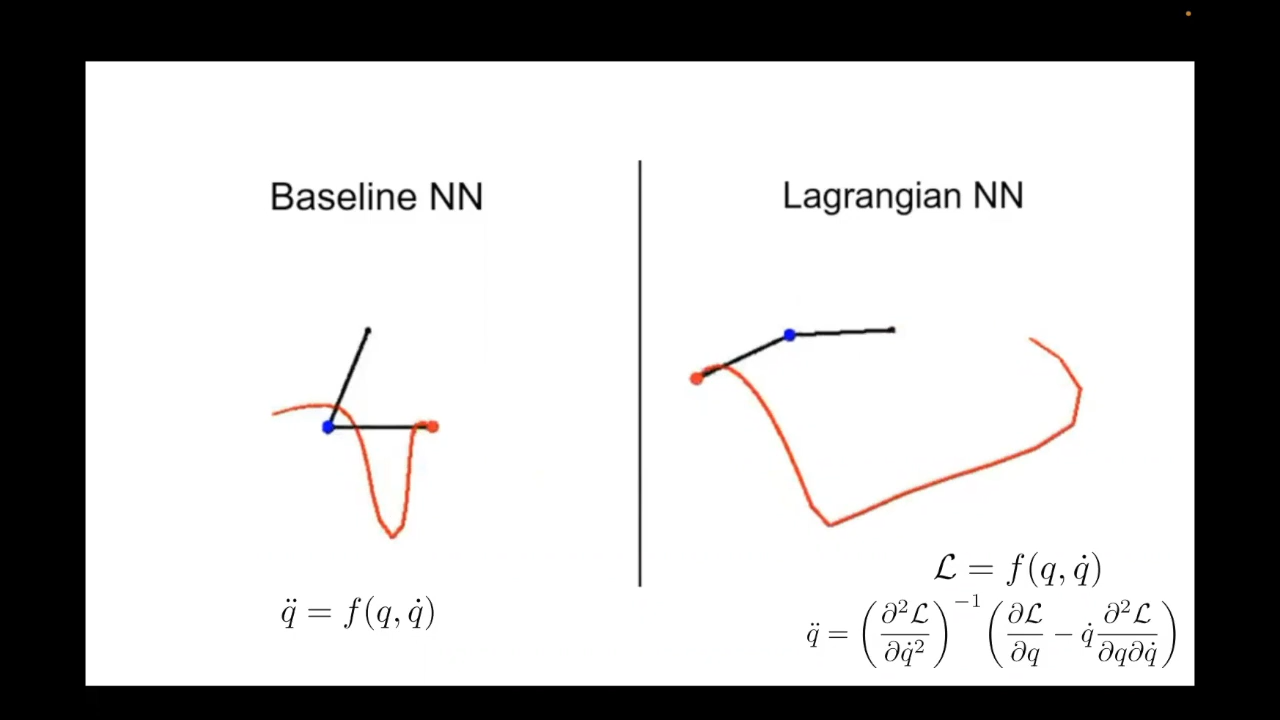 Baseline NN
Lagrangian NN
q̈ = f(q, q̇)
ℒ = f(q, q̇)
q̈ = (∂²ℒ/∂q̇²)⁻¹ (∂ℒ/∂q − q̇ ∂²ℒ/∂q∂q̇)